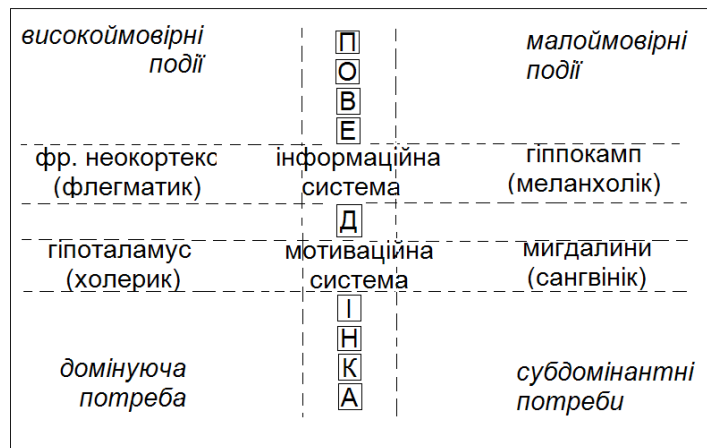 високоймовірні
події
малоймовірні
події
П
О
В
Е
фр. неокортекс
(флегматик)
інформаційна
система
гіппокамп
(меланхолік)
Д
гіпоталамус
(холерик)
мотиваційна
система
мигдалини
(сангвінік)
І
Н
К
А
домінуюча
потреба
субдомінантні
потреби